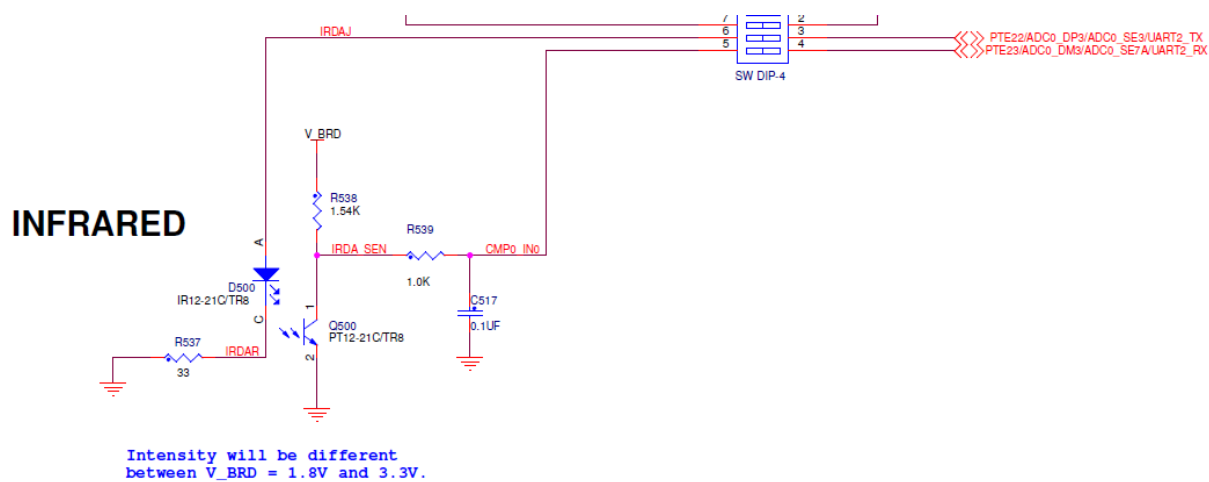 7
2
IRDAJ
6
3
PTE22/ADC0_DP3/ADC0_SE3/UART2_TX
5
4
PTE23/ADC0_DM3/ADC0_SE7A/UART2_RX
SW DIP-4
V_BRD
R538
1.54K
INFRARED
R539
A
IRDA_SEN
CMP0_IN0
1.0K
D500
IR12-21C/TR8
C517
1
0.1UF
C
Q500
PT12-21C/TR8
R537
IRDAR
2
33
Intensity will be different
between V_BRD = 1.8V and 3.3V.